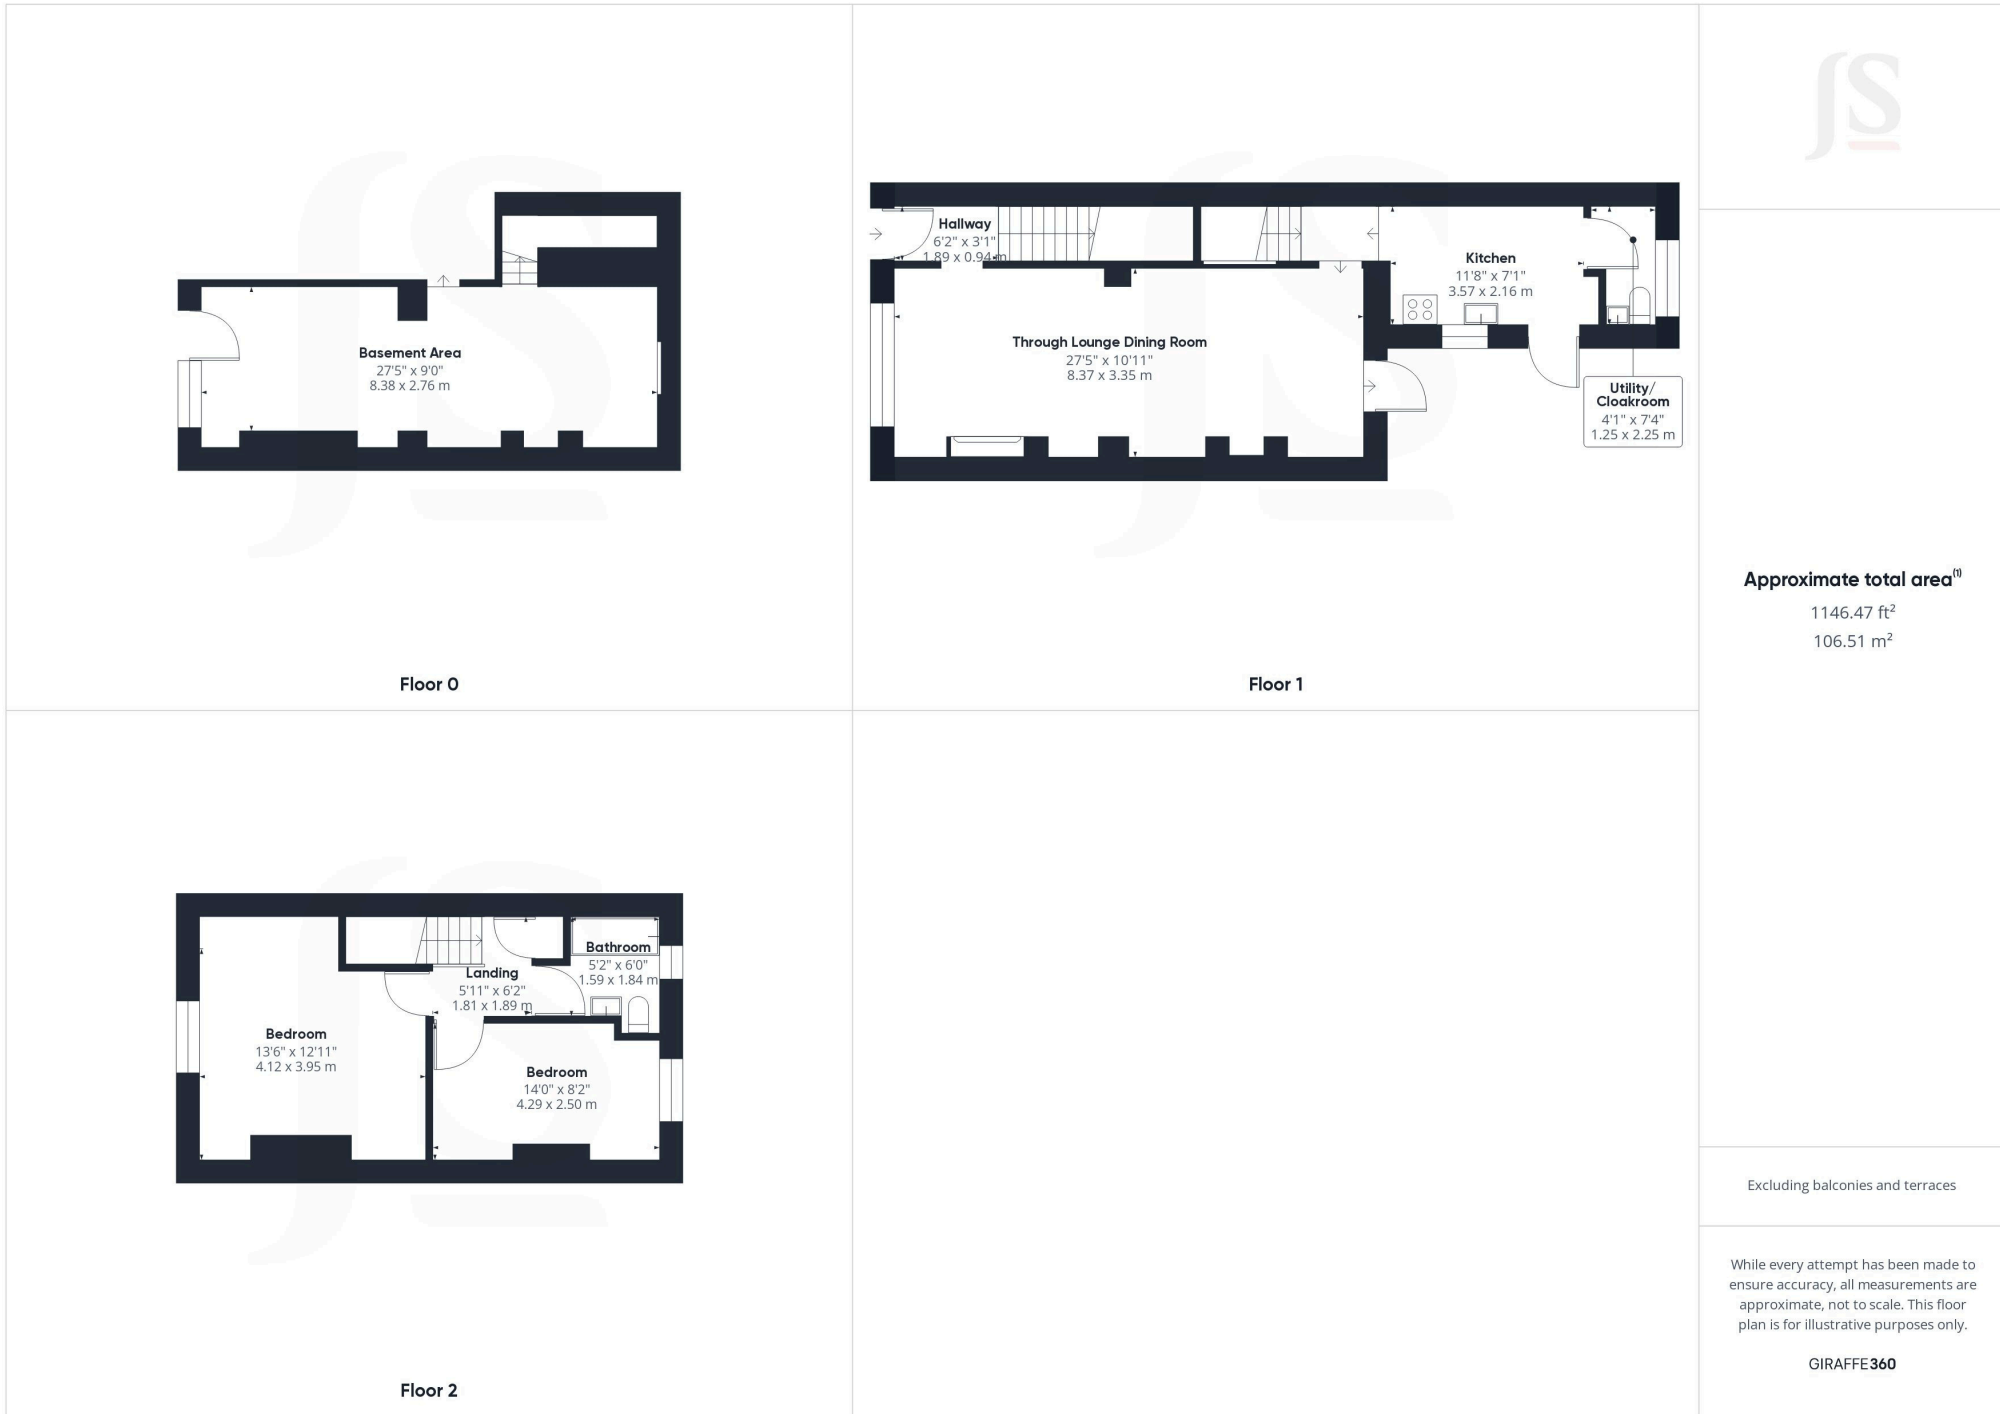 Basement Area
27'5" x 9'0"
8.38 x 2.76 m
Floor 0
Hallway
6'2" x 3'1"
1.89 x 0.94 m
Kitchen
11'8" x 7'1"
3.57 x 2.16 m
Through Lounge Dining Room
27'5" x 10'11"
8.37 x 3.35 m
Utility/
Cloakroom
4'1" x 7'4"
1.25 x 2.25 m
Floor 1
Bathroom
5'2" x 6'0"
1.59 x 1.84 m
Landing
5'11" x 6'2"
1.81 x 1.89 m
Bedroom
13'6" x 12'11"
4.12 x 3.95 m
Bedroom
14'0" x 8'2"
4.29 x 2.50 m
Floor 2
JS
Approximate total area(1)
1146.47 ft²
106.51 m²
Excluding balconies and terraces
While every attempt has been made to
ensure accuracy, all measurements are
approximate, not to scale. This floor
plan is for illustrative purposes only.
GIRAFFE360